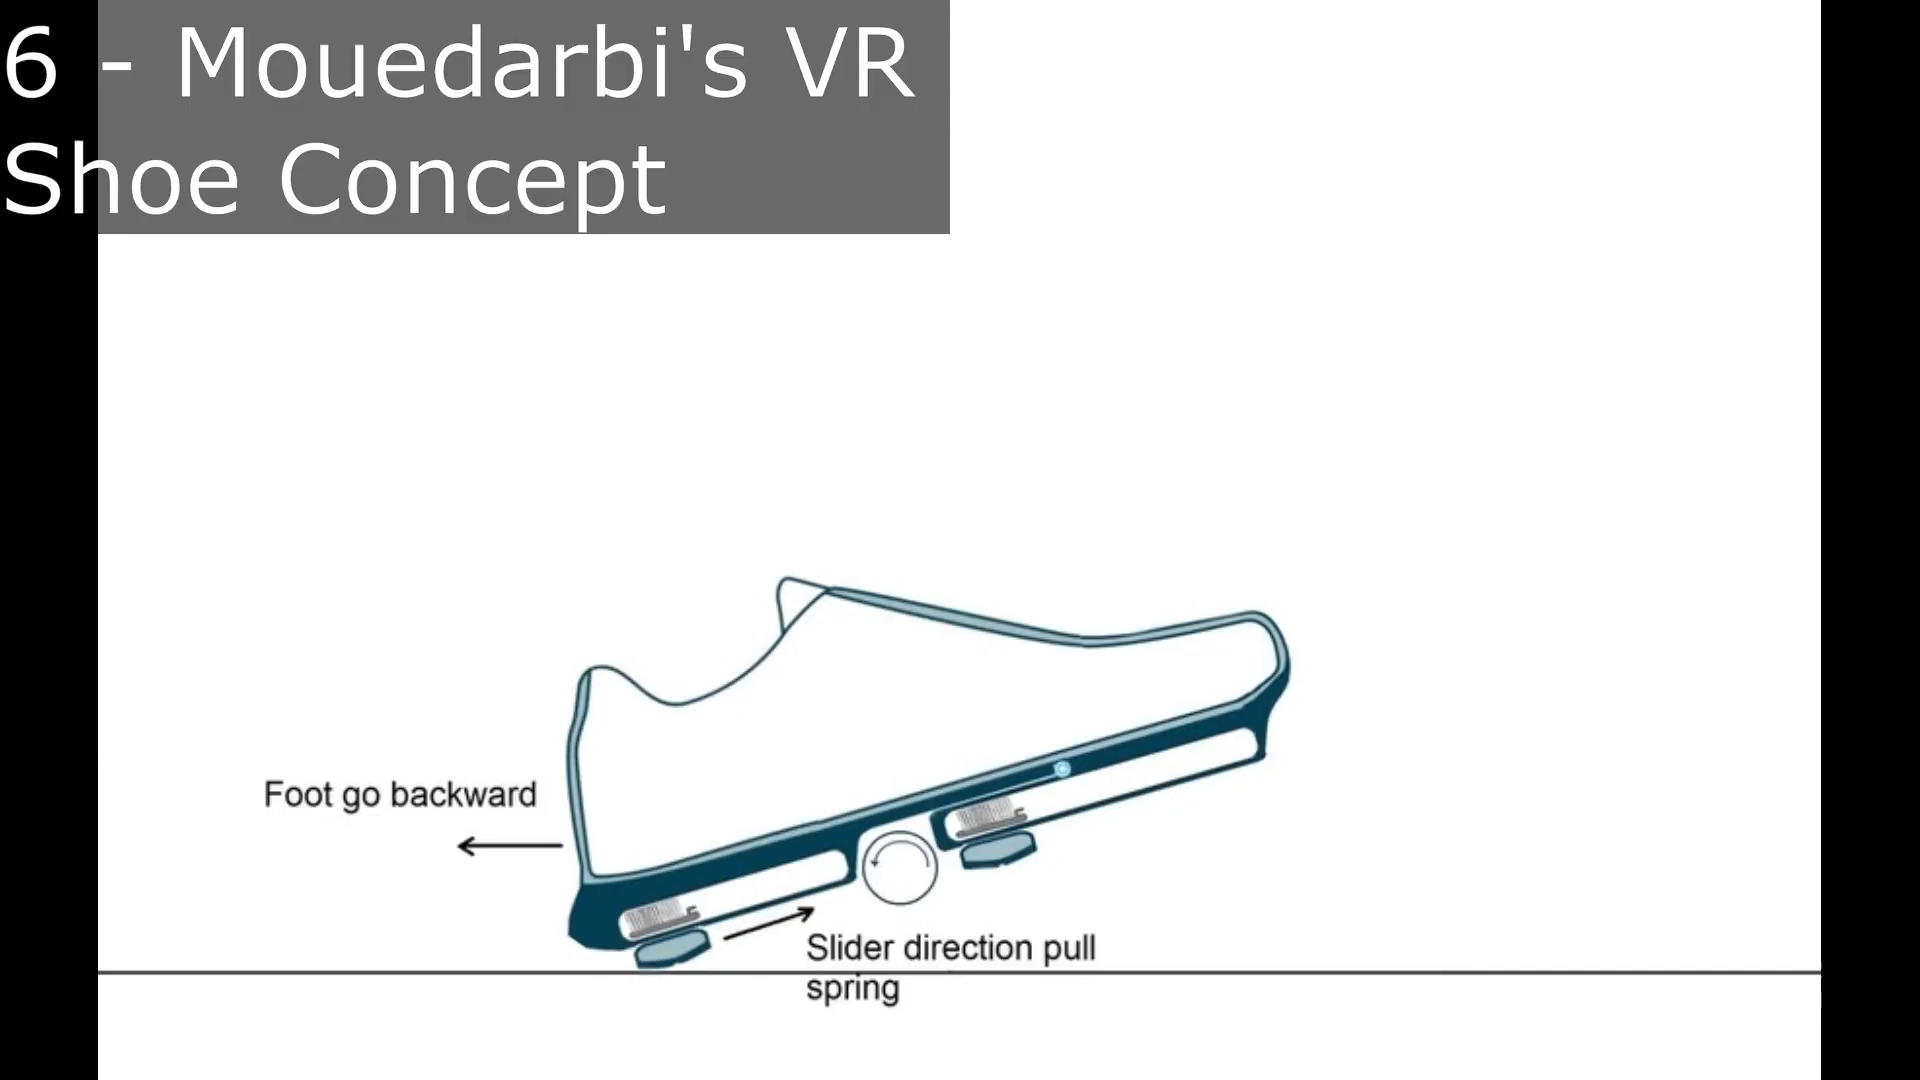 6 - Mouedarbi's VR
Shoe Concept
Foot go backward
Slider direction pull
spring